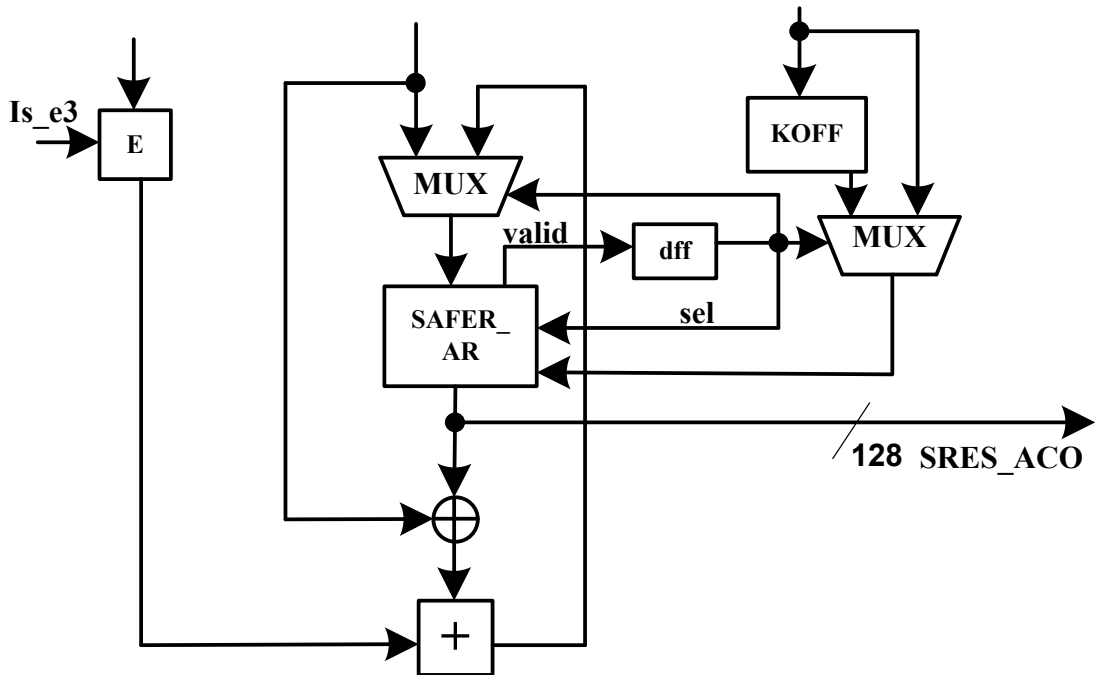 Is_e3
E
KOFF
MUX
MUX
valid
dff
sel
SAFER_
AR
128 SRES_ACO
+